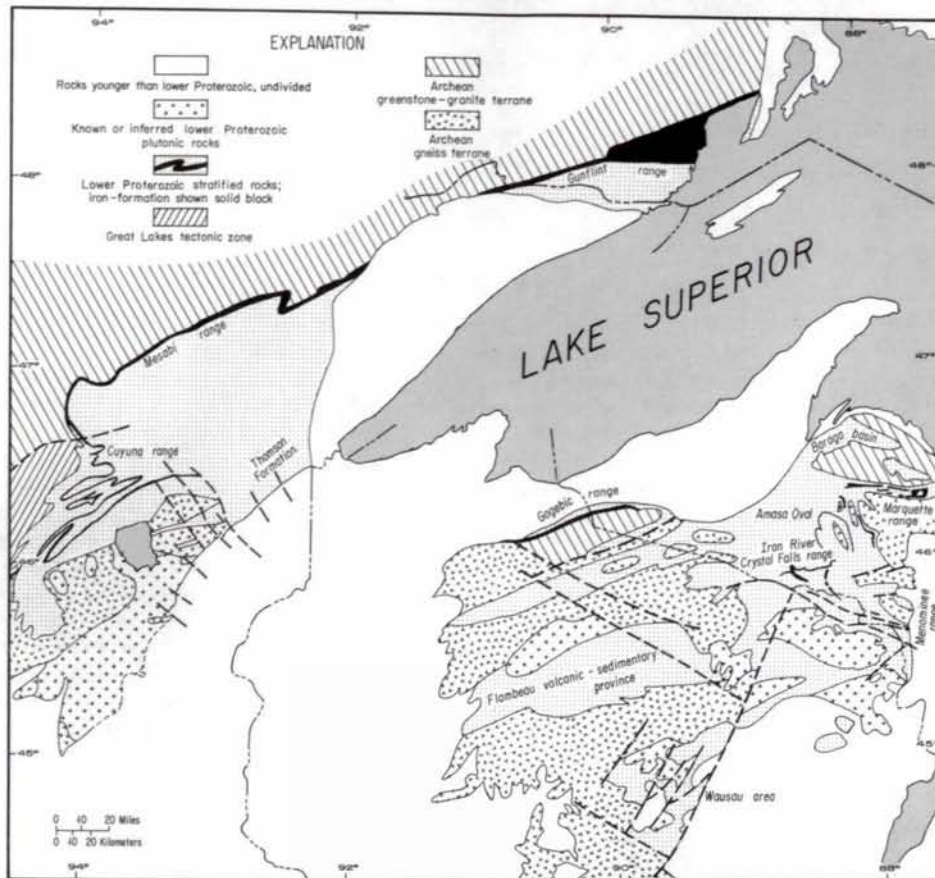 94°
92°
90°
88°
EXPLANATION
Rocks younger than lower Proterozoic, undivided
Known or inferred lower Proterozoic
plutonic rocks
Lower Proterozoic stratified rocks;
iron-formation shown solid black
Great Lakes tectonic zone
Archean
greenstone-granite terrane
Archean
gneiss terrane
48°
48°
Gunflint range
LAKE SUPERIOR
Mesabi range
47°
47°
Cuyuna range
Thomson
Formation
Baraga basin
Gogebic range
Marquette
range
Amasa Oval
Iron River
Crystal Falls range
46°
46°
Menominee
range
Flambeau volcanic-sedimentary
province
45°
45°
Wausau area
0 10 20 Miles
0 20 Kilometers
94°
92°
90°
88°